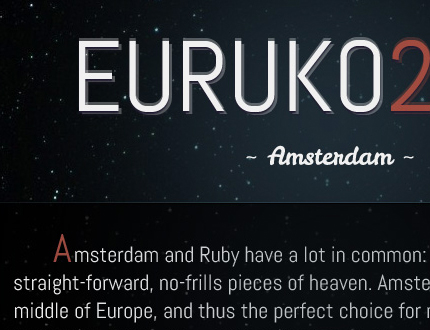 EURUKO2
~ Amsterdam ~
Amsterdam and Ruby have a lot in common:
straight-forward, no-frills pieces of heaven. Amste
middle of Europe, and thus the perfect choice for